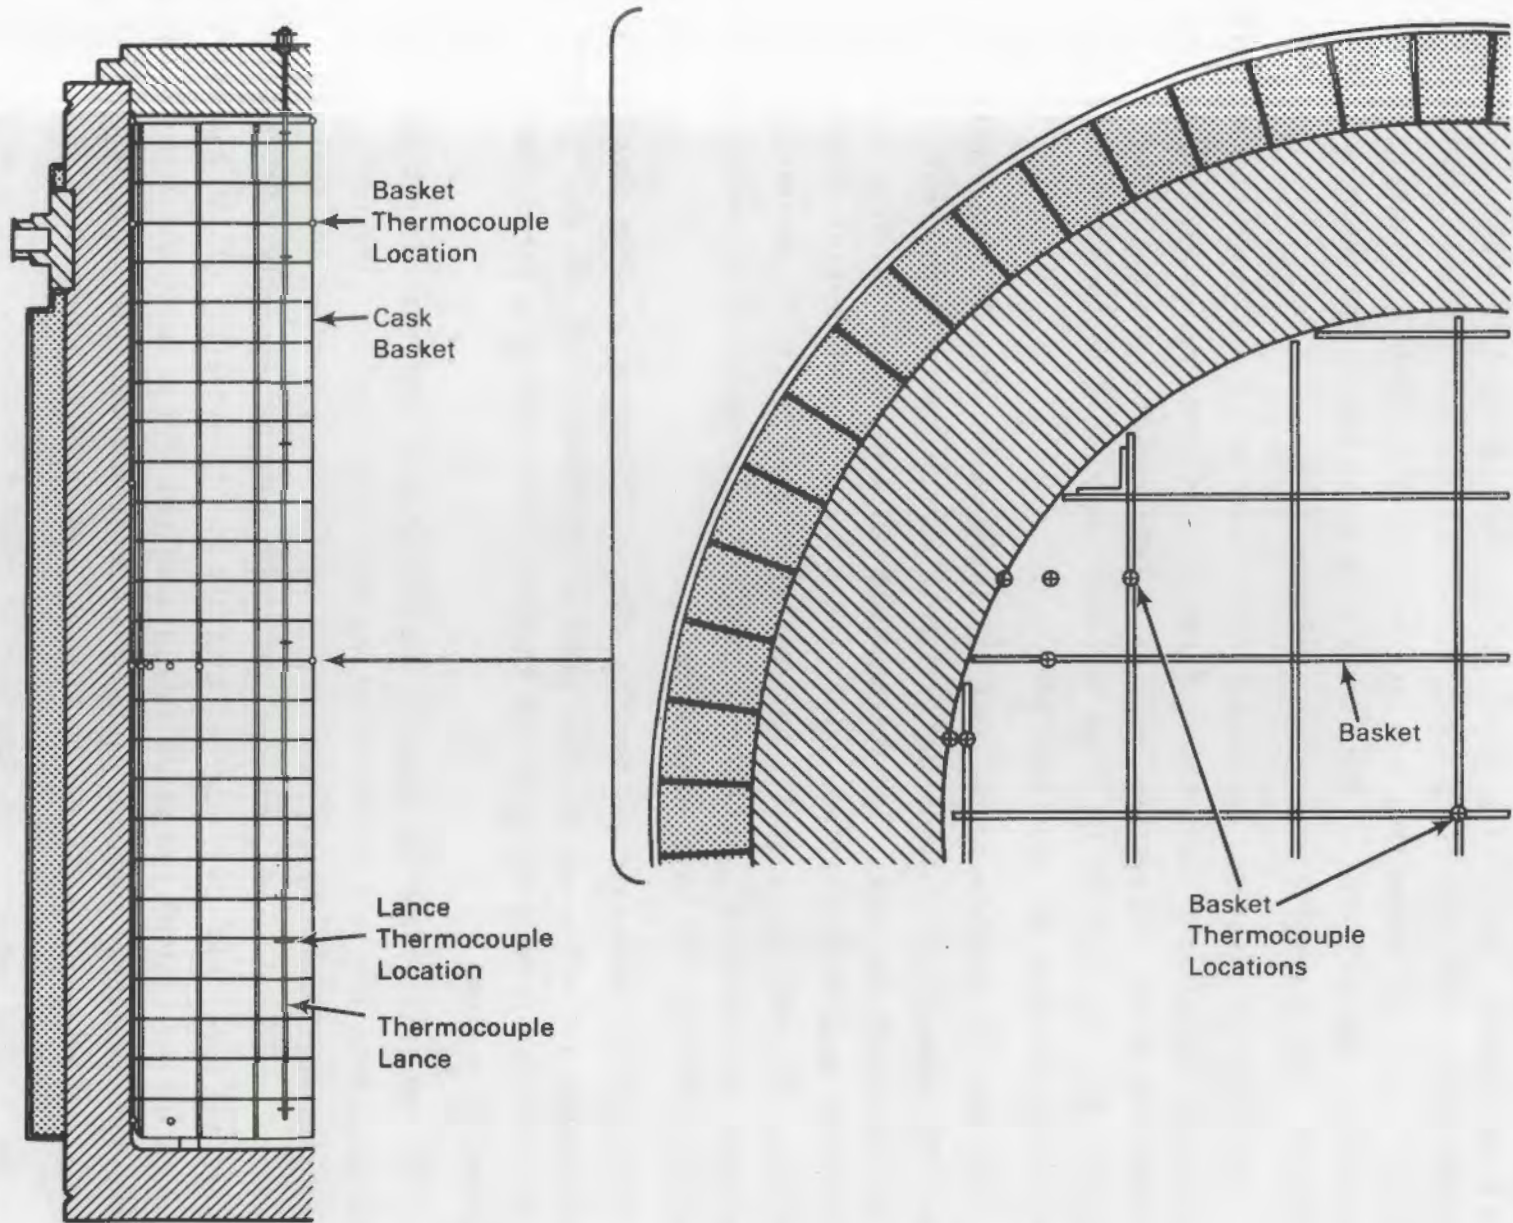 Basket
Thermocouple
Location
Cask
Basket
Lance
Thermocouple
Location
Thermocouple
Lance
Basket
Basket
Thermocouple
Locations